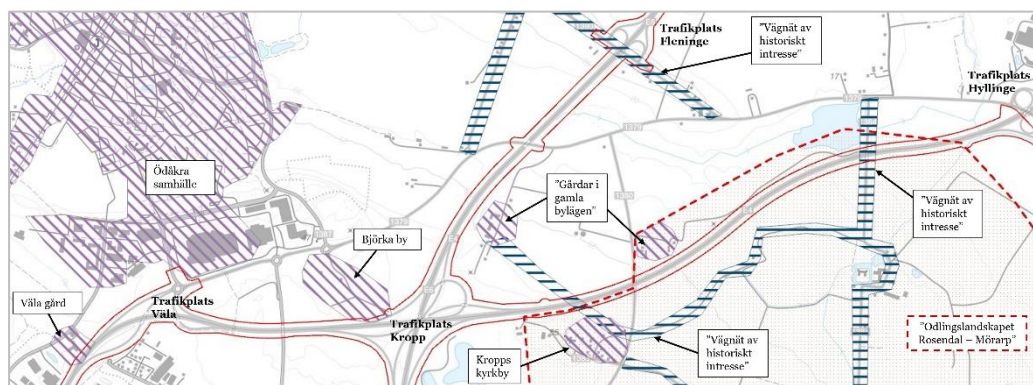 Trafikplats
Fleninge
"Vägnät av
historiskt
intresse"
Trafikplats
Hyllinge
Ödåkra
samhälle
"Gårdar i
gamla
bylägen"
"Vägnät av
historiskt
intresse"
Björka by
Väla gård
Trafikplats
Väla
Trafikplats
Kropp
Kropps
kyrkby
"Vägnät av
historiskt
intresse"
"Odlingslandskapet
Rosendal – Mörarp"